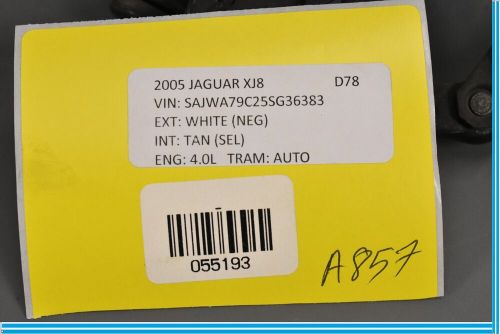 2005 JAGUAR XJ8 D78
VIN: SAJWA79C25SG36383
EXT: WHITE (NEG)
INT: TAN (SEL)
ENG: 4.0L TRAM: AUTO
055193
A857